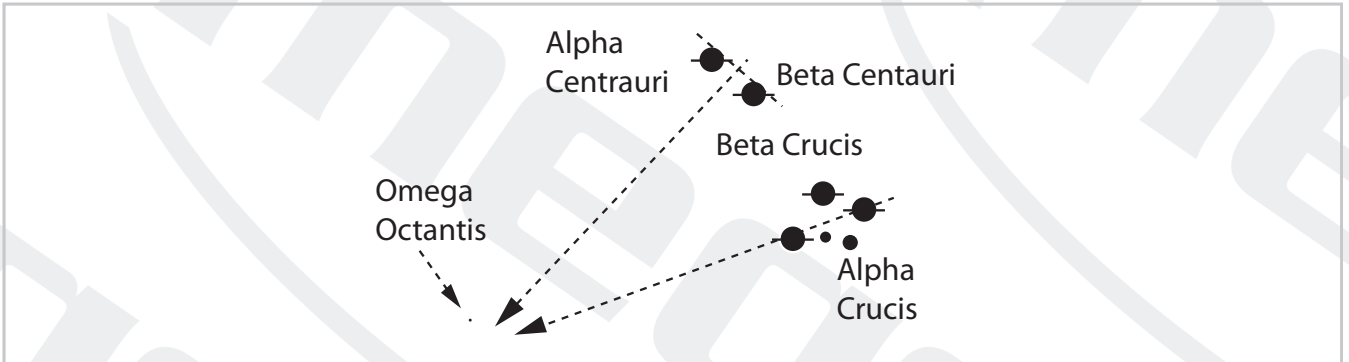 Alpha
Centrauri
Beta Centauri
Beta Crucis
Omega
Octantis
Alpha
Crucis